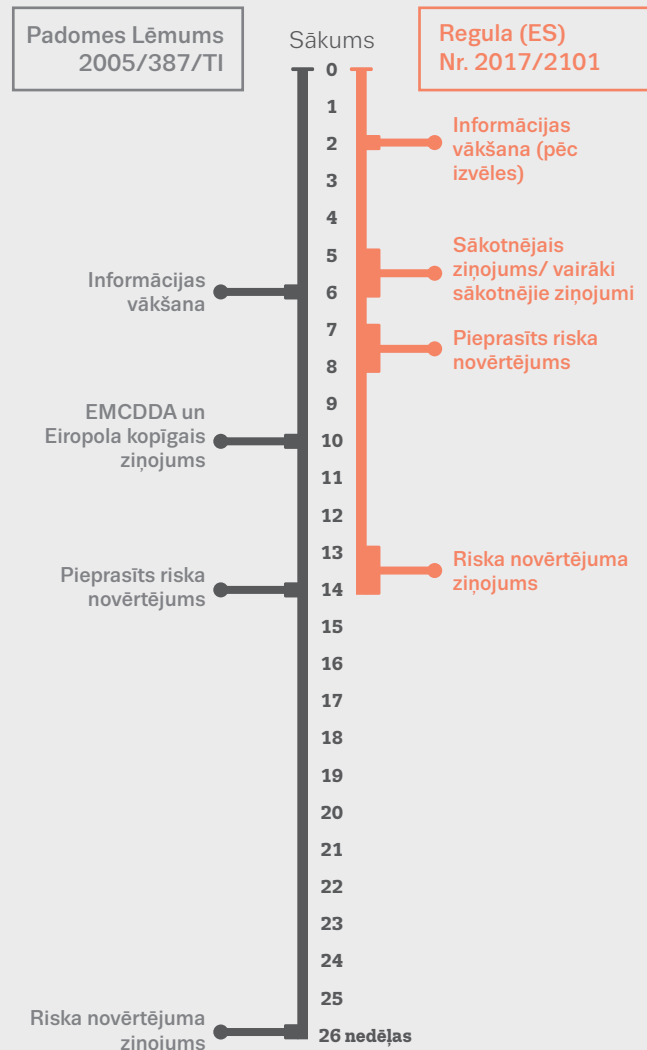 Padomes Lēmums
2005/387/TI
Sākums
Regula (ES)
Nr. 2017/2101
0
1
2
3
4
5
6
7
8
9
10
11
12
13
14
15
16
17
18
19
20
21
22
23
24
25
26 nedēļas
Informācijas
vākšana
EMCDDA un
Eiropola kopīgais
ziņojums
Pieprasīts riska
novērtējums
Riska novērtējuma
ziņojums
Informācijas
vākšana (pēc
izvēles)
Sākotnējais
ziņojums/ vairāki
sākotnējie ziņojumi
Pieprasīts riska
novērtējums
Riska novērtējuma
ziņojums